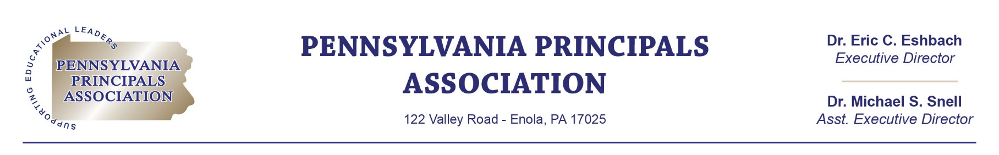 SUPPORTING EDUCATIONAL LEADERS
PENNSYLVANIA
PRINCIPALS
ASSOCIATION
PENNSYLVANIA PRINCIPALS
ASSOCIATION
122 Valley Road - Enola, PA 17025
Dr. Eric C. Eshbach
Executive Director
Dr. Michael S. Snell
Asst. Executive Director